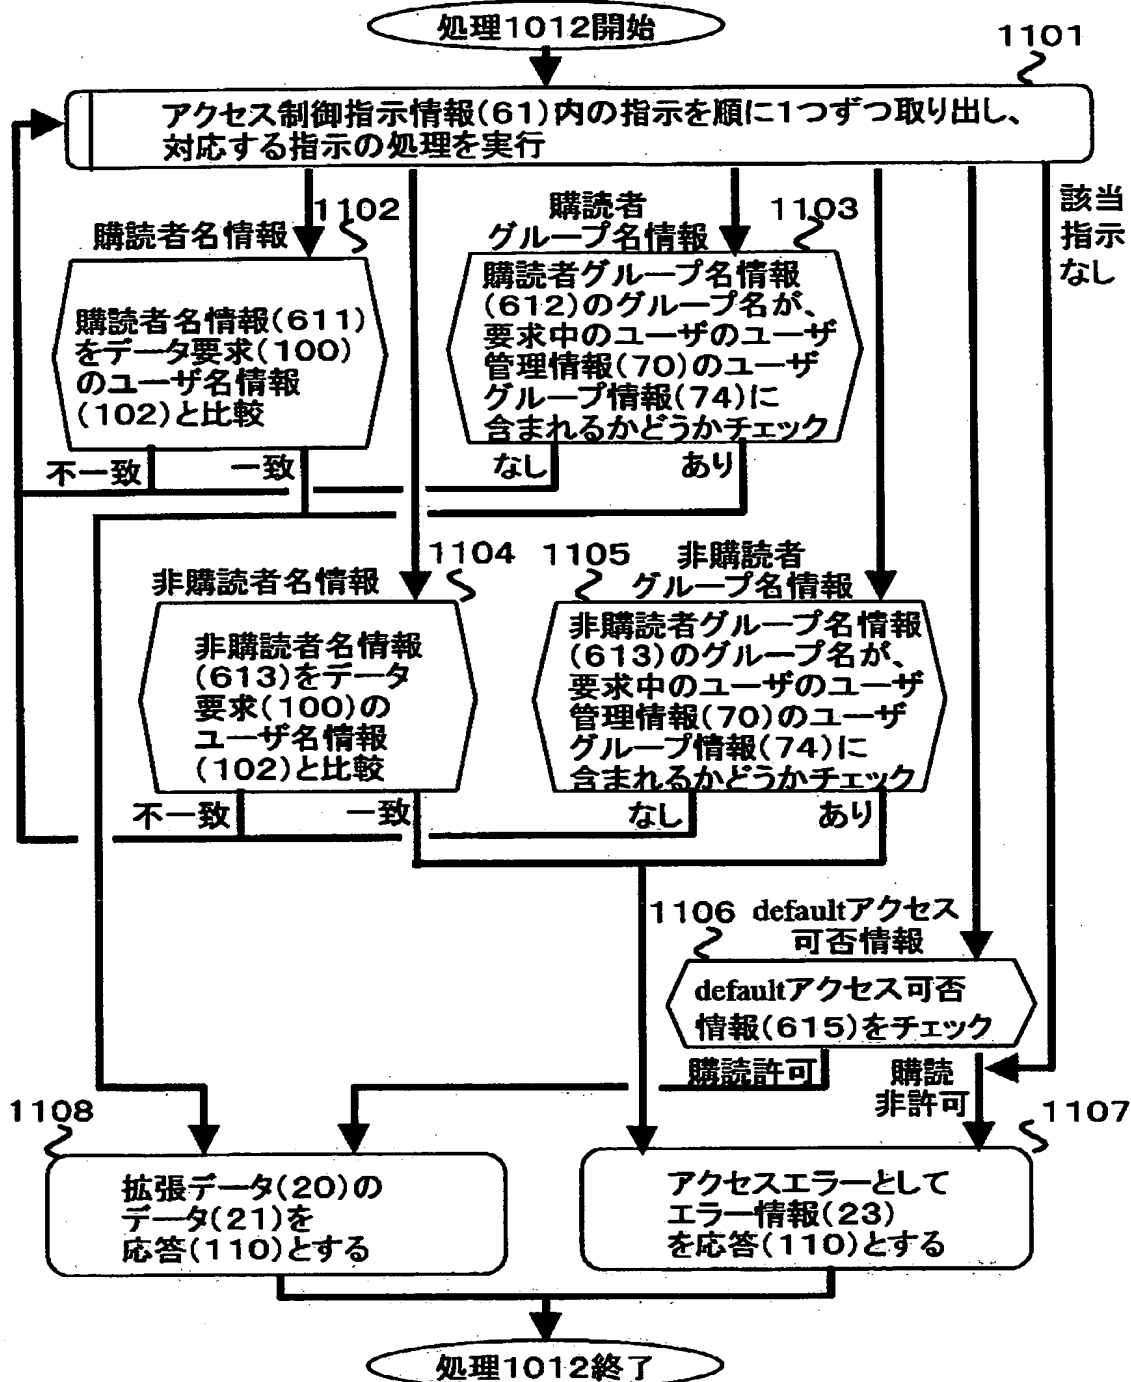 処理1012開始
1101
アクセス制御指示情報(61)内の指示を順に1つずつ取り出し、
対応する指示の処理を実行
該当
指示
なし
1102
購読者名情報
購読者名情報(611)
をデータ要求(100)
のユーザ名情報
(102)と比較
不一致
一致
購読者
グループ名情報
1103
購読者グループ名情報
(612)のグループ名が、
要求中のユーザのユーザ
管理情報(70)のユーザ
グループ情報(74)に
含まれるかどうかチェック
なし
あり
1104
非購読者名情報
非購読者名情報
(613)をデータ
要求(100)の
ユーザ名情報
(102)と比較
不一致
一致
1105
非購読者
グループ名情報
非購読者グループ名情報
(613)のグループ名が、
要求中のユーザのユーザ
管理情報(70)のユーザ
グループ情報(74)に
含まれるかどうかチェック
なし
あり
1106
defaultアクセス
可否情報
defaultアクセス可否
情報(615)をチェック
購読許可
購読
非許可
1108
拡張データ(20)の
データ(21)を
応答(110)とする
1107
アクセスエラーとして
エラー情報(23)
を応答(110)とする
処理1012終了